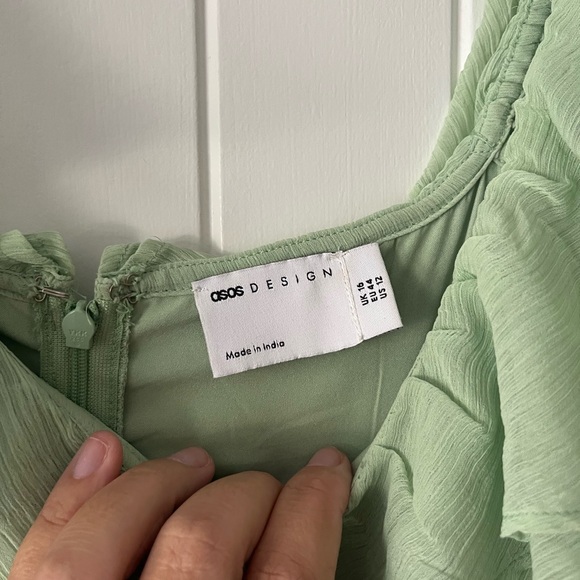 asos DESIGN
Made in India
UK 16
EU 44
US 12